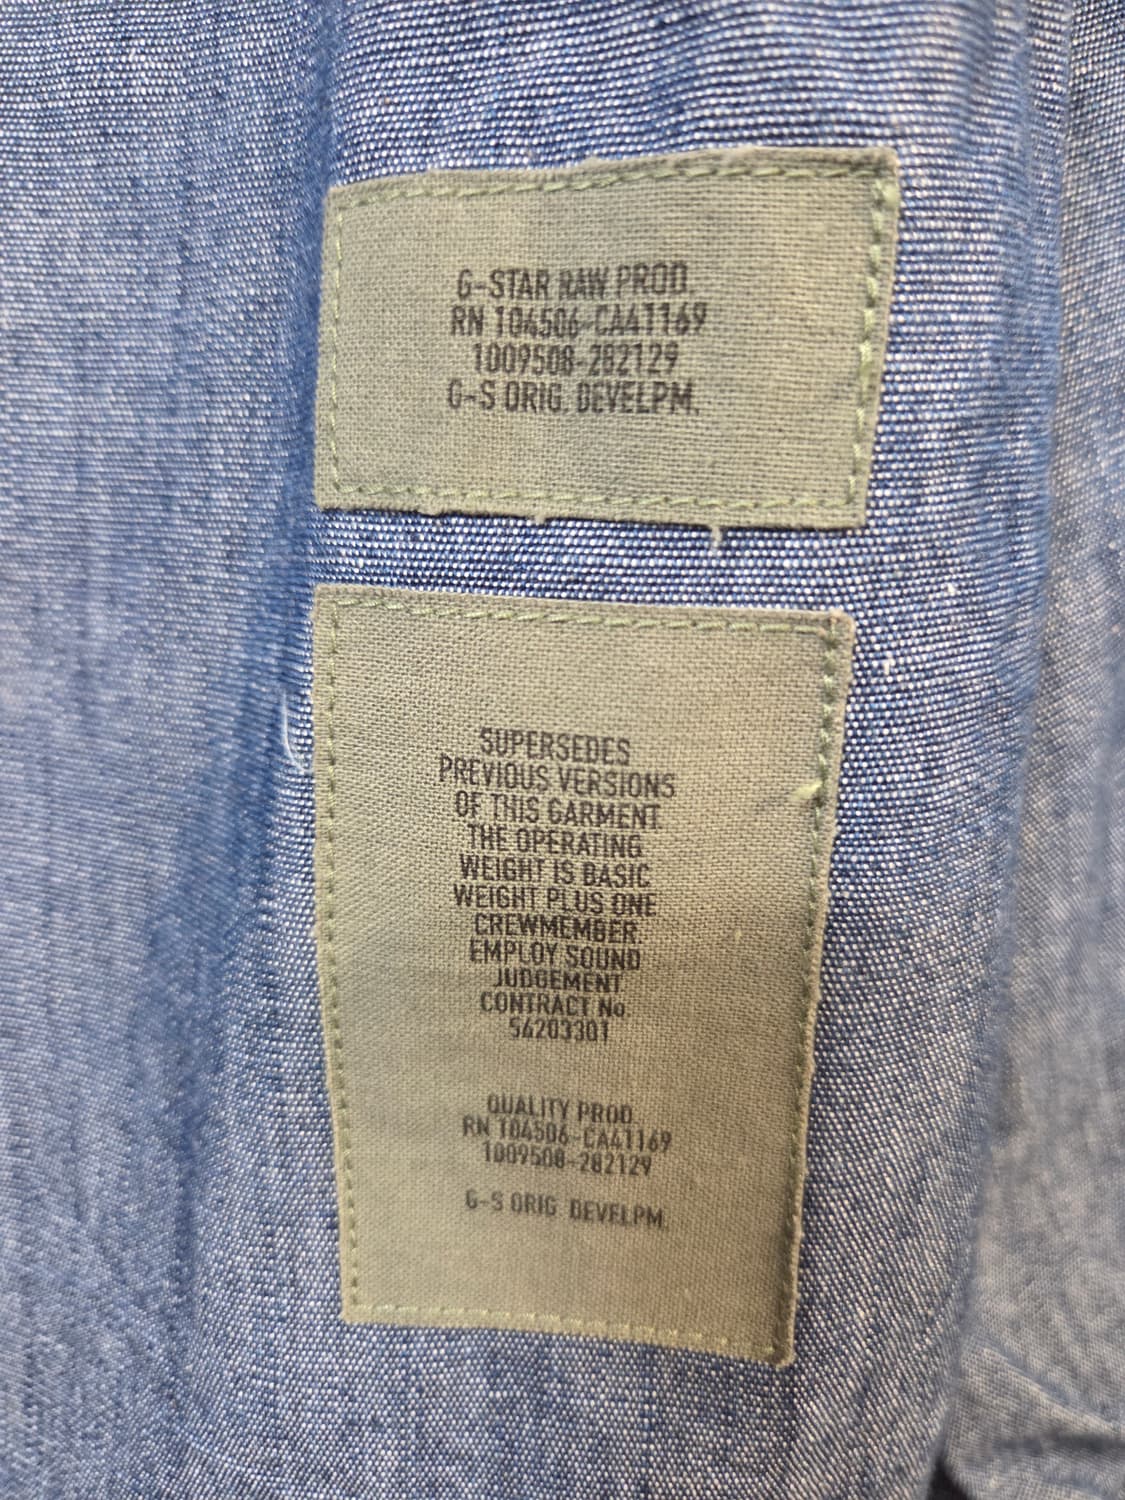 G-STAR RAW PROD.
RN 104506-CA41169
1009508-282129
G-S ORIG. DEVELPM.
SUPERSEDES
PREVIOUS VERSIONS
OF THIS GARMENT.
THE OPERATING
WEIGHT IS BASIC
WEIGHT PLUS ONE
CREWMEMBER.
EMPLOY SOUND
JUDGEMENT.
CONTRACT No.
54203301
QUALITY PROD.
RN 104506-CA41169
1009508-282129
G-S ORIG. DEVELPM.